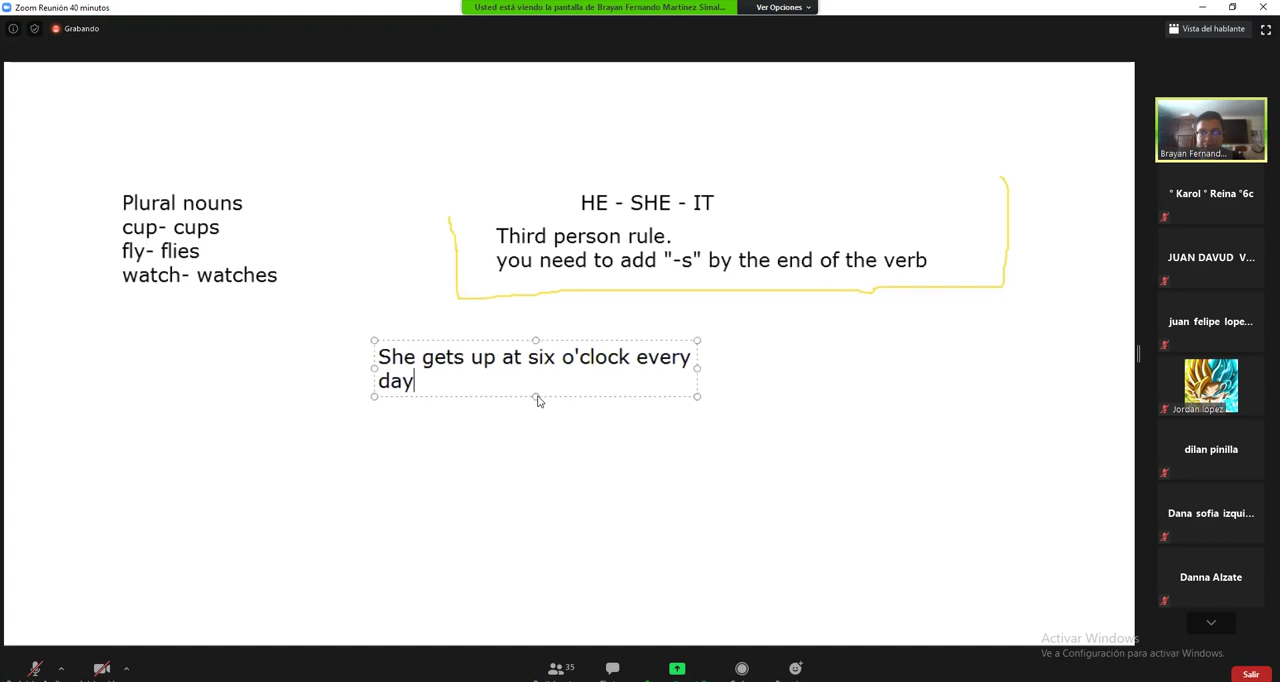 Zoom Reunión 40 minutos
Usted está viendo la pantalla de Brayan Fernando Martinez Simal...
Ver Opciones
Grabando
Vista del hablante
Plural nouns
cup- cups
fly- flies
watch- watches
HE - SHE - IT
Third person rule.
you need to add "-s" by the end of the verb
She gets up at six o'clock every
day
Brayan Fernand...
° Karol ° Reina °6c
JUAN DAVUD V...
juan felipe lope...
Jordan lopez
dilan pinilla
Dana sofia izqui...
Danna Alzate
Activar Windows
Ve a Configuración para activar Windows.
35
Salir